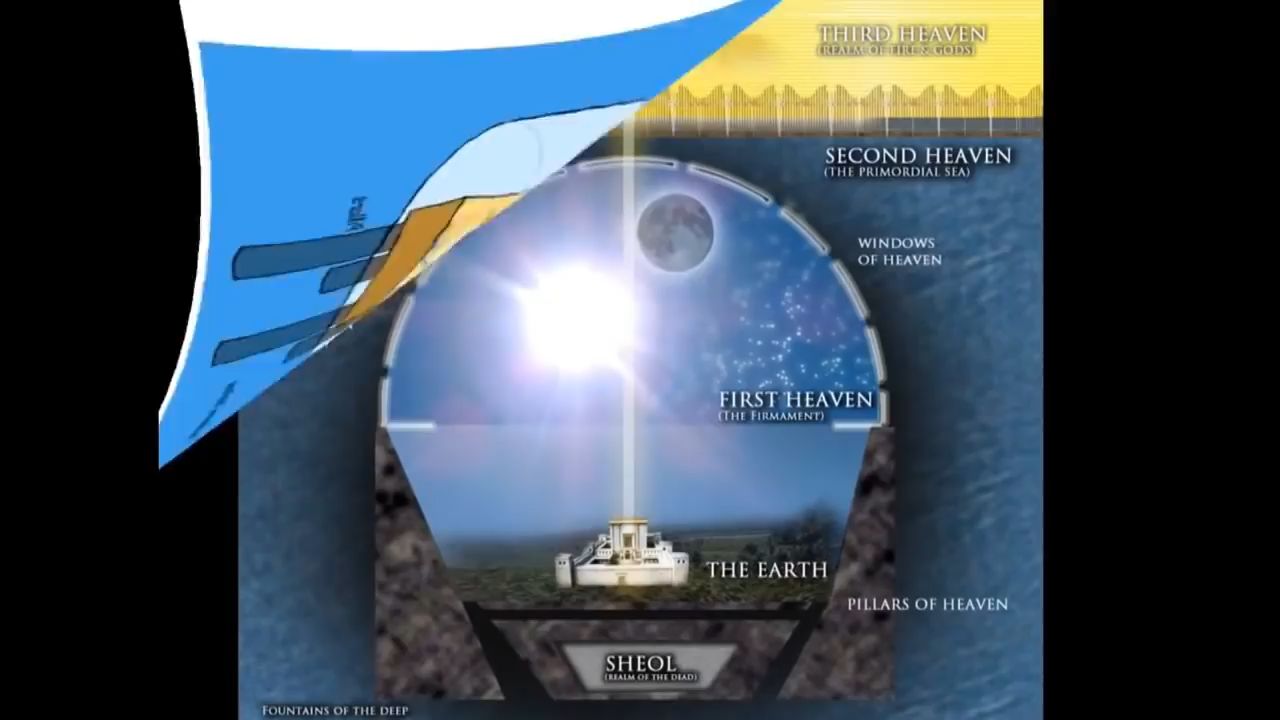 THIRD HEAVEN
(REALM OF FIRE & GODS)
SECOND HEAVEN
(THE PRIMORDIAL SEA)
WINDOWS
OF HEAVEN
FIRST HEAVEN
(THE FIRMAMENT)
THE EARTH
PILLARS OF HEAVEN
SHEOL
(REALM OF THE DEAD)
FOUNTAINS OF THE DEEP